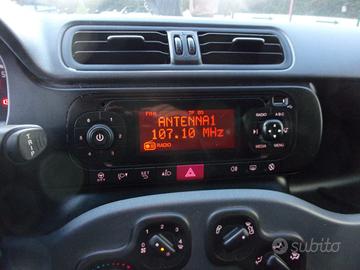 ANTENNA1
107.10 MHz
RADIO
RADIO A-B-C
MEDIA MENU
TRIP
subito